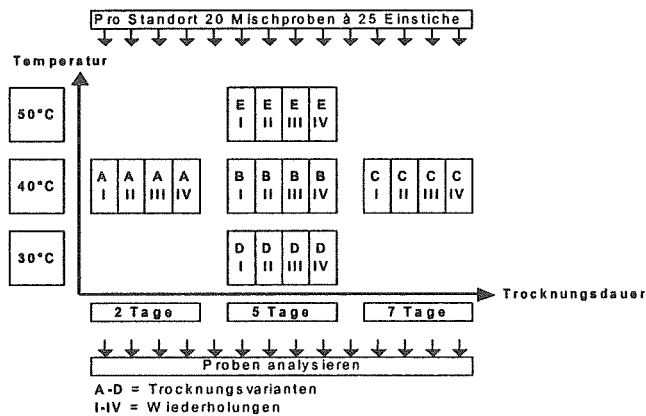 Pro Standort 20 Mischproben à 25 Einstiche
Temperatur
50°C
E E E E
I II III IV
40°C
A A A A
I II III IV
B B B B
I II III IV
C C C C
I II III IV
30°C
D D D D
I II III IV
Trocknungsdauer
2 Tage
5 Tage
7 Tage
Proben analysieren
A-D = Trocknungsvarianten
I-IV = Wiederholungen